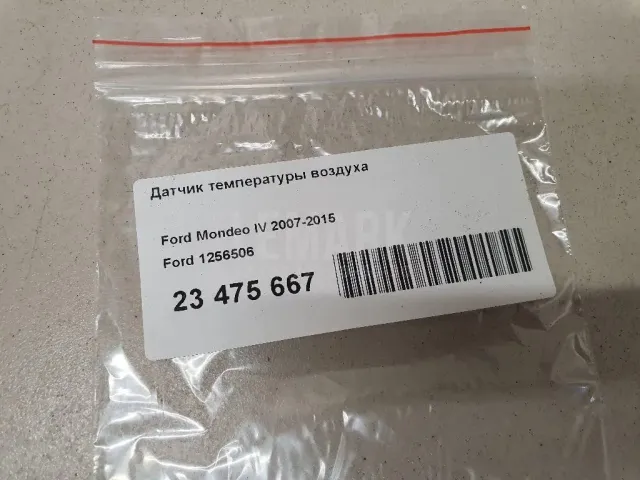 Датчик температуры воздуха
Ford Mondeo IV 2007-2015
Ford 1256506
23 475 667